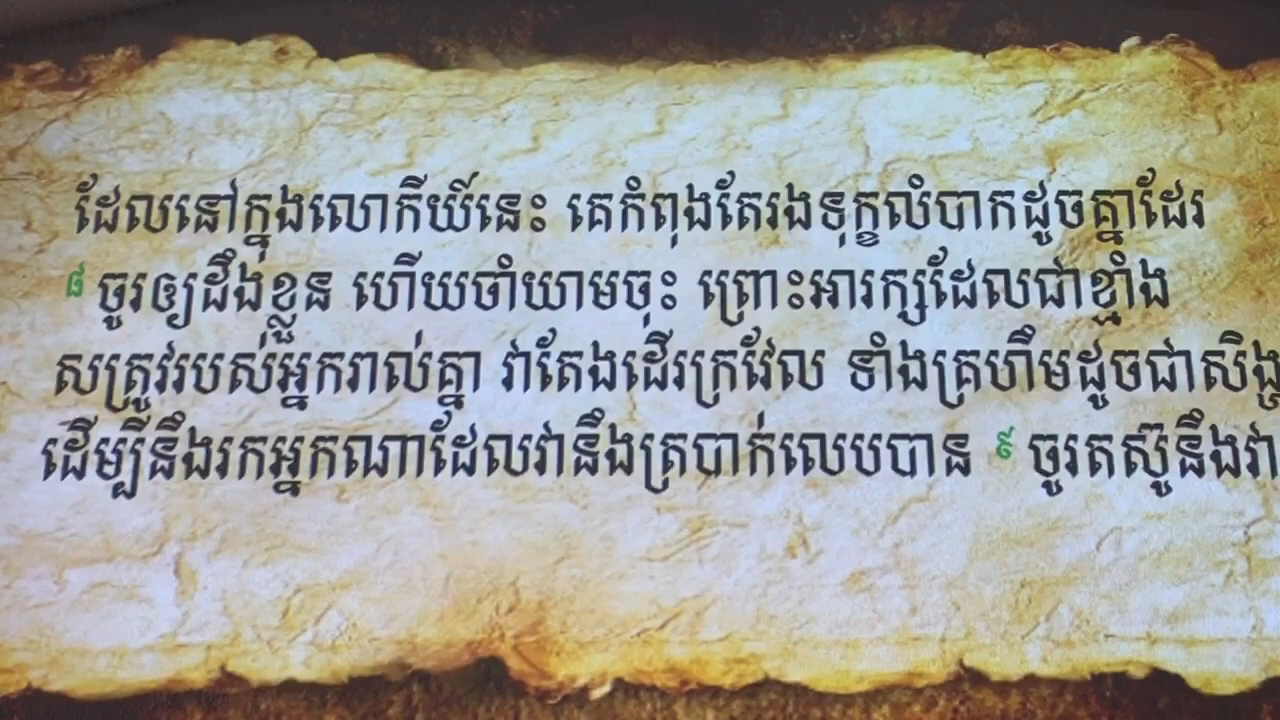 ដែលនៅក្នុងលោកីយ៍នេះ គេកំពុងតែរងទុក្ខលំបាកដូចគ្នាដែរ
៨ ចូរឲ្យដឹងខ្លួន ហើយចាំយាមចុះ ព្រោះអារក្សដែលជាខ្មាំង
សត្រូវរបស់អ្នករាល់គ្នា វាតែងដើរក្រវែល ទាំងគ្រហឹមដូចជាសិង្ហ
ដើម្បីនឹងរកអ្នកណាដែលវានឹងត្របាក់លេបបាន ៩ ចូរតស៊ូនឹងវា